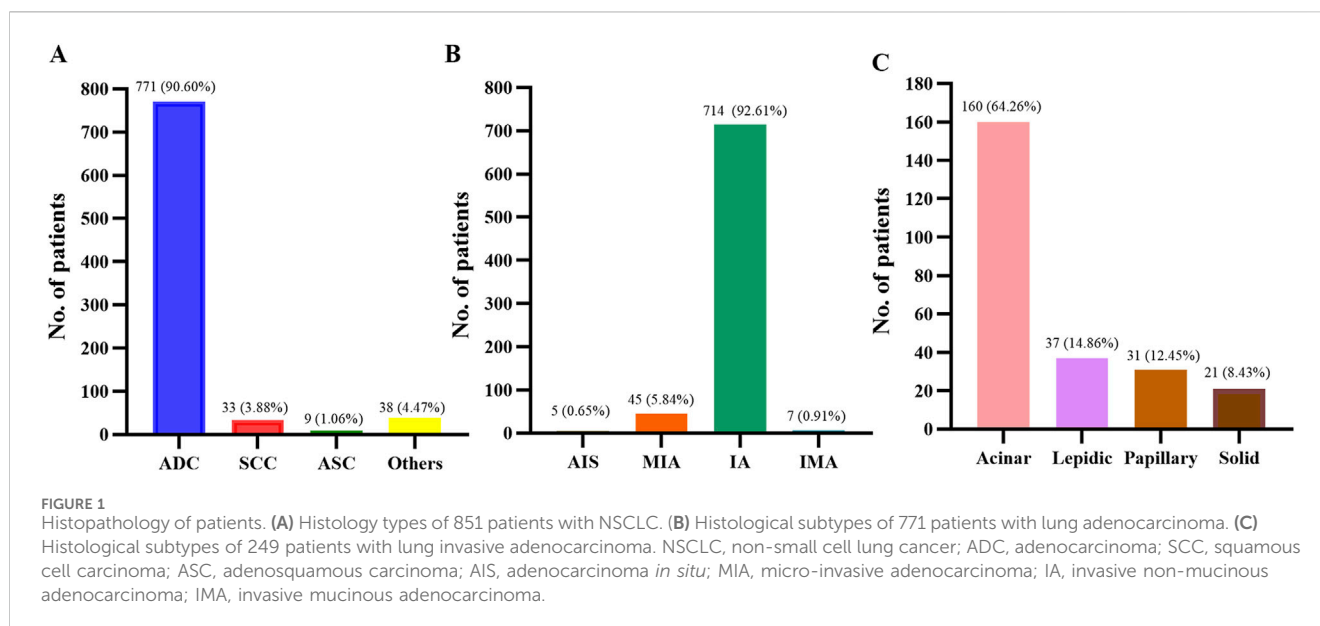 A
771 (90.60%)
800
700
600
500
400
300
200
100
0
No. of patients
33 (3.88%)
9 (1.06%)
38 (4.47%)
ADC SCC ASC Others
B
714 (92.61%)
800
700
600
500
400
300
200
100
0
No. of patients
5 (0.65%)
45 (5.84%)
7 (0.91%)
AIS MIA IA IMA
C
160 (64.26%)
180
160
140
120
100
80
60
40
20
0
No. of patients
37 (14.86%)
31 (12.45%)
21 (8.43%)
Acinar Lepidic Papillary Solid
FIGURE 1
Histopathology of patients. (A) Histology types of 851 patients with NSCLC. (B) Histological subtypes of 771 patients with lung adenocarcinoma. (C)
Histological subtypes of 249 patients with lung invasive adenocarcinoma. NSCLC, non-small cell lung cancer; ADC, adenocarcinoma; SCC, squamous
cell carcinoma; ASC, adenosquamous carcinoma; AIS, adenocarcinoma in situ; MIA, micro-invasive adenocarcinoma; IA, invasive non-mucinous
adenocarcinoma; IMA, invasive mucinous adenocarcinoma.